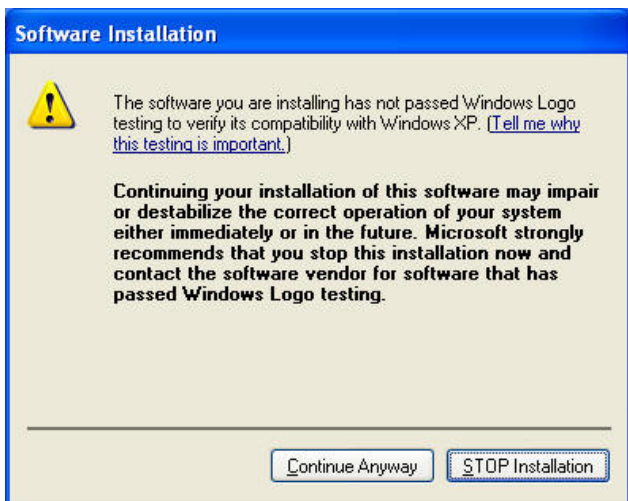 Software Installation
The software you are installing has not passed Windows Logo
testing to verify its compatibility with Windows XP. (Tell me why
this testing is important.)
Continuing your installation of this software may impair
or destabilize the correct operation of your system
either immediately or in the future. Microsoft strongly
recommends that you stop this installation now and
contact the software vendor for software that has
passed Windows Logo testing.
Continue Anyway
STOP Installation